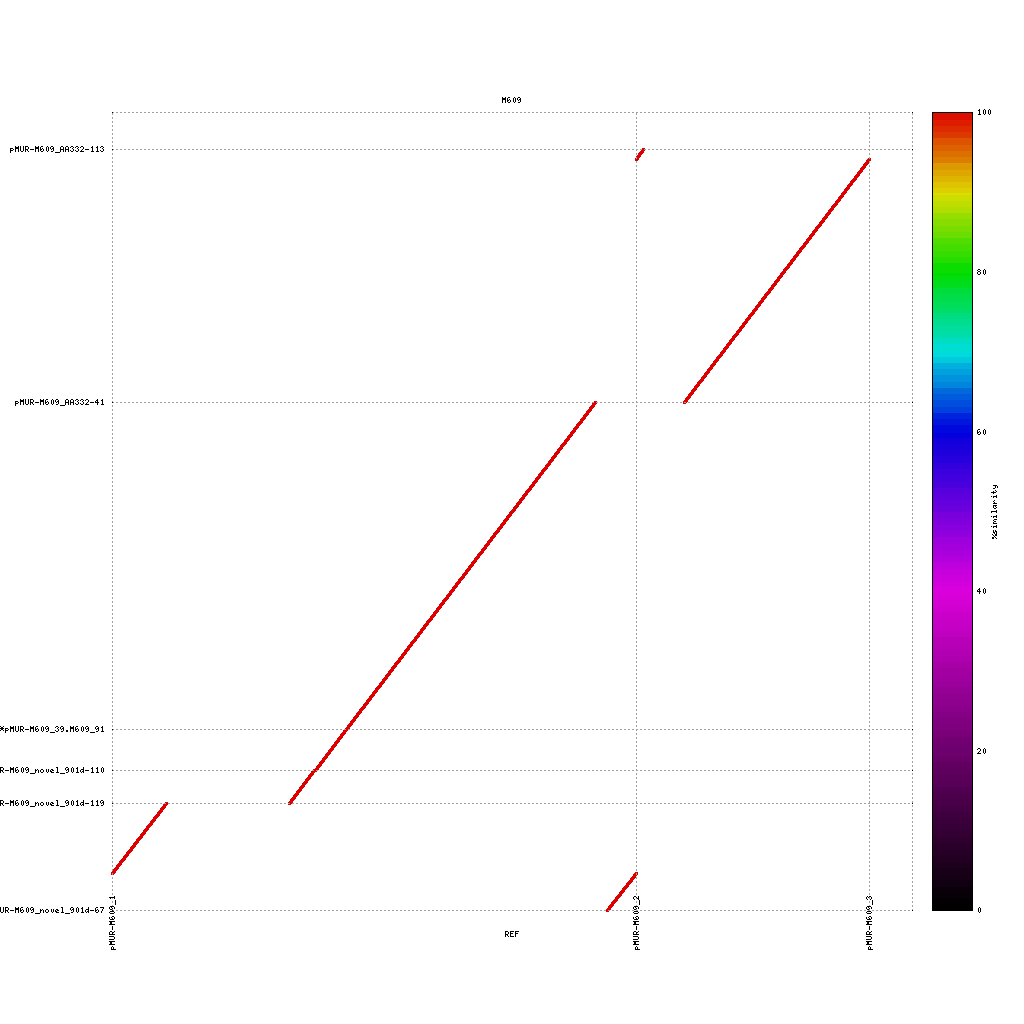 M609
pMUR-M609_AA332-113
pMUR-M609_AA332-41
*pMUR-M609_39.M609_91
R-M609_novel_901d-110
R-M609_novel_901d-119
UR-M609_novel_901d-67
pMUR-M609_1
pMUR-M609_2
pMUR-M609_3
REF
100
80
60
40
20
0
%similarity